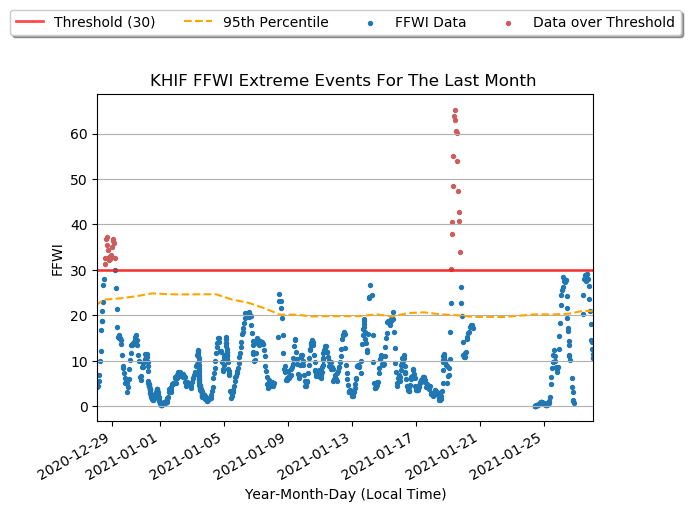 Threshold (30) 95th Percentile FFWI Data Data over Threshold
KHIF FFWI Extreme Events For The Last Month
FFWI
60
50
40
30
20
10
0
2020-12-29 2021-01-01 2021-01-05 2021-01-09 2021-01-13 2021-01-17 2021-01-21 2021-01-25
Year-Month-Day (Local Time)